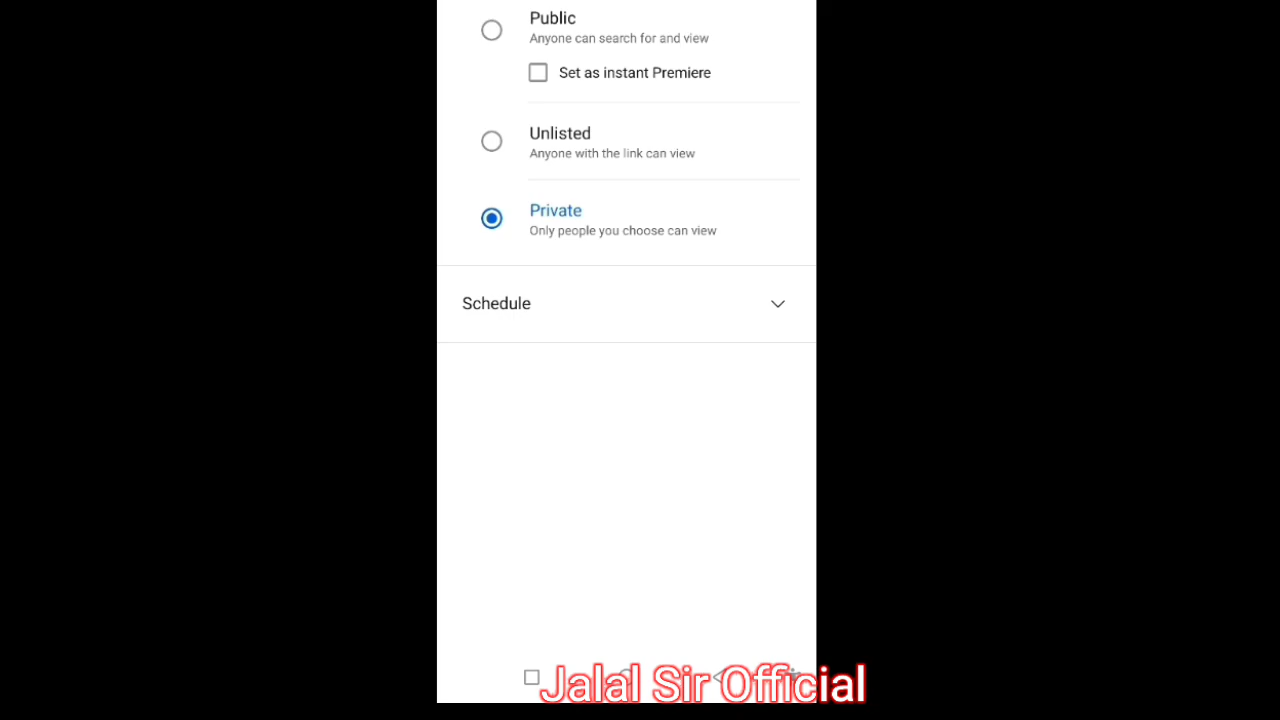 Public
Anyone can search for and view
Set as instant Premiere
Unlisted
Anyone with the link can view
Private
Only people you choose can view
Schedule
Jalal Sir Official